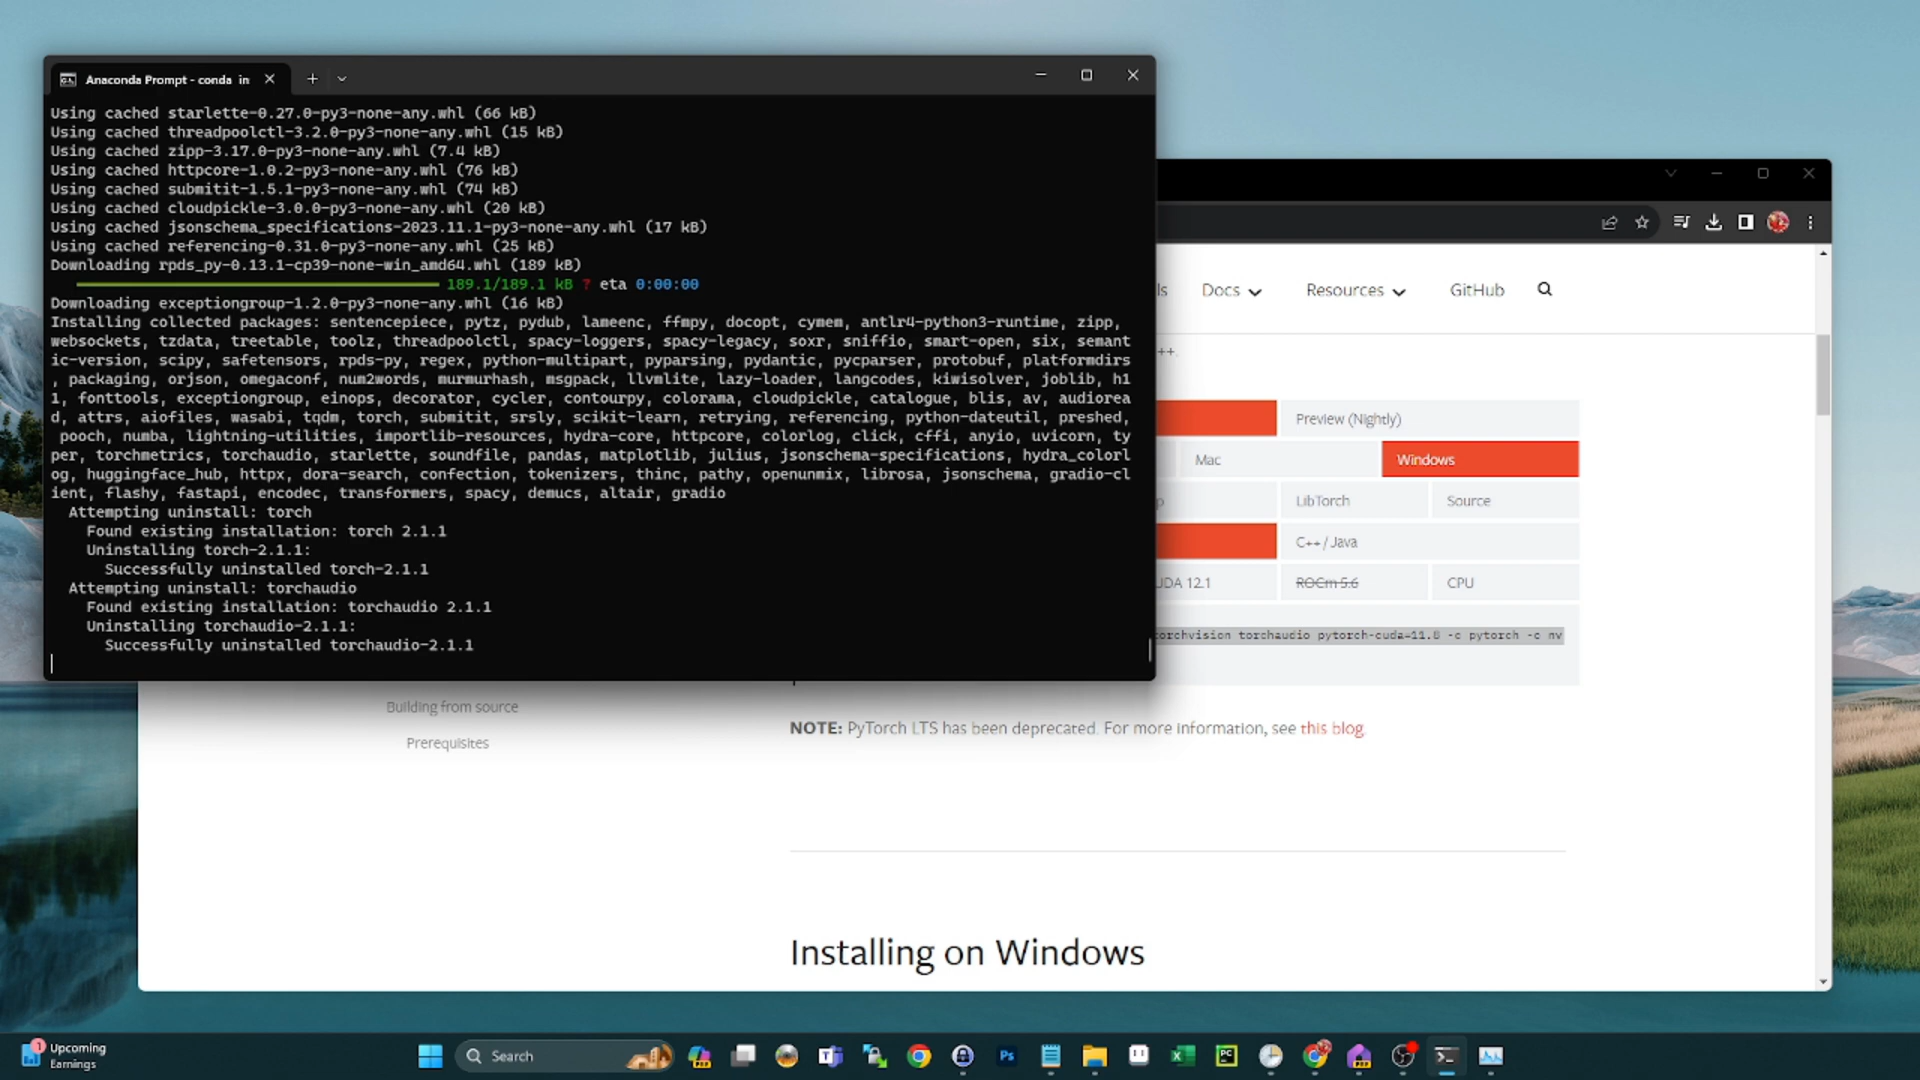 Anaconda Prompt - conda in
Using cached starlette-0.27.0-py3-none-any.whl (66 kB)
Using cached threadpoolctl-3.2.0-py3-none-any.whl (15 kB)
Using cached zipp-3.17.0-py3-none-any.whl (7.4 kB)
Using cached httpcore-1.0.2-py3-none-any.whl (76 kB)
Using cached submitit-1.5.1-py3-none-any.whl (74 kB)
Using cached cloudpickle-3.0.0-py3-none-any.whl (20 kB)
Using cached jsonschema_specifications-2023.11.1-py3-none-any.whl (17 kB)
Using cached referencing-0.31.0-py3-none-any.whl (25 kB)
Downloading rpds_py-0.13.1-cp39-none-win_amd64.whl (189 kB)
189.1/189.1 kB ? eta 0:00:00
Downloading exceptiongroup-1.2.0-py3-none-any.whl (16 kB)
Installing collected packages: sentencepiece, pytz, pydub, lameenc, ffmpy, docopt, cymem, antlr4-python3-runtime, zipp,
websockets, tzdata, treetable, toolz, threadpoolctl, spacy-loggers, spacy-legacy, soxr, sniffio, smart-open, six, semant
ic-version, scipy, safetensors, rpds-py, regex, python-multipart, pyparsing, pydantic, pycparser, protobuf, platformdirs
, packaging, orjson, omegaconf, num2words, murmurhash, msgpack, llvmlite, lazy-loader, langcodes, kiwisolver, joblib, h1
1, fonttools, exceptiongroup, einops, decorator, cycler, contourpy, colorama, cloudpickle, catalogue, blis, av, audiorea
d, attrs, aiofiles, wasabi, tqdm, torch, submitit, srsly, scikit-learn, retrying, referencing, python-dateutil, preshed,
pooch, numba, lightning-utilities, importlib-resources, hydra-core, httpcore, colorlog, click, cffi, anyio, uvicorn, ty
per, torchmetrics, torchaudio, starlette, soundfile, pandas, matplotlib, julius, jsonschema-specifications, hydra_colorl
og, huggingface_hub, httpx, dora-search, confection, tokenizers, thinc, pathy, openunmix, librosa, jsonschema, gradio-cl
ient, flashy, fastapi, encodec, transformers, spacy, demucs, altair, gradio
Attempting uninstall: torch
Found existing installation: torch 2.1.1
Uninstalling torch-2.1.1:
Successfully uninstalled torch-2.1.1
Attempting uninstall: torchaudio
Found existing installation: torchaudio 2.1.1
Uninstalling torchaudio-2.1.1:
Successfully uninstalled torchaudio-2.1.1
ls Docs Resources GitHub
++.
Preview (Nightly)
Mac Windows
p LibTorch Source
C++ / Java
UDA 12.1 ROCm 5.6 CPU
torchvision torchaudio pytorch-cuda=11.8 -c pytorch -c nv
Building from source
Prerequisites
NOTE: PyTorch LTS has been deprecated. For more information, see this blog.
Installing on Windows
1 Upcoming
Earnings
Search
Ps
PC